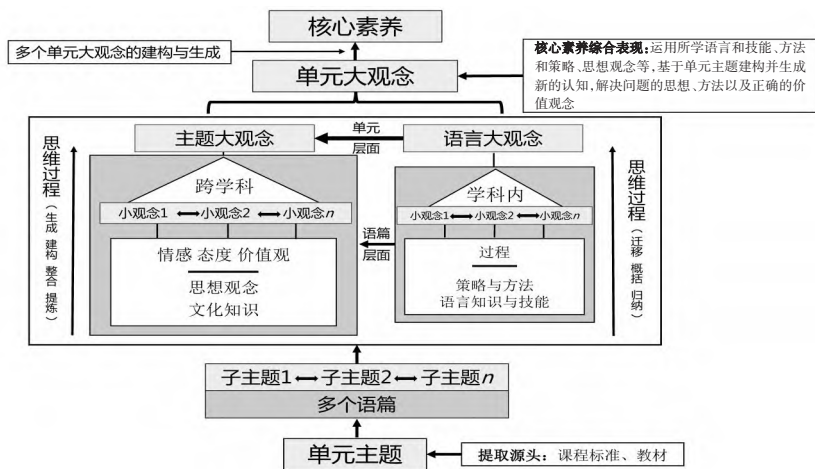 核心素养
多个单元大观念的建构与生成
单元大观念
核心素养综合表现:运用所学语言和技能、方法
和策略、思想观念等,基于单元主题建构并生成
新的认知,解决问题的思想、方法以及正确的价
值观念
主题大观念
单元
层面
语言大观念
思维过程
（生成 建构 整合 提炼）
跨学科
小观念1 小观念2 小观念n
情感 态度 价值观
思想观念
文化知识
语篇
层面
学科内
小观念1 小观念2 小观念n
过程
策略与方法
语言知识与技能
思维过程
（迁移 概括 归纳）
子主题1 子主题2 子主题n
多个语篇
单元主题
提取源头：课程标准、教材